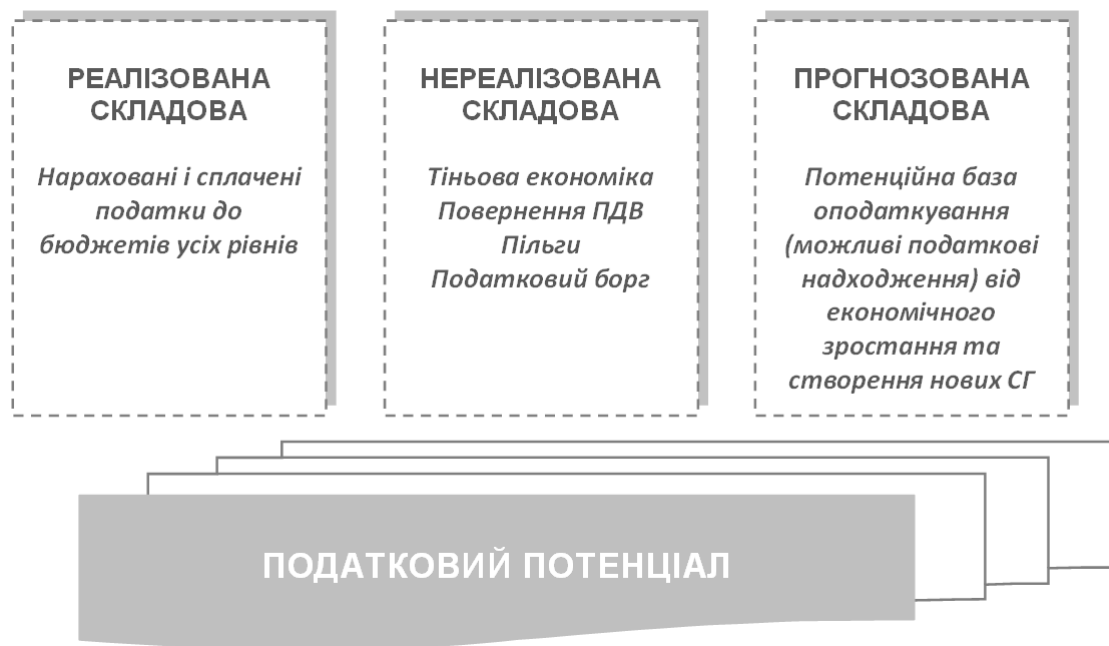 РЕАЛІЗОВАНА
СКЛАДОВА
Нараховані і сплачені
податки до
бюджетів усіх рівнів
НЕРЕАЛІЗОВАНА
СКЛАДОВА
Тіньова економіка
Повернення ПДВ
Пільги
Податковий борг
ПРОГНОЗОВАНА
СКЛАДОВА
Потенційна база
оподаткування
(можливі податкові
надходження) від
економічного
зростання та
створення нових СГ
ПОДАТКОВИЙ ПОТЕНЦІАЛ